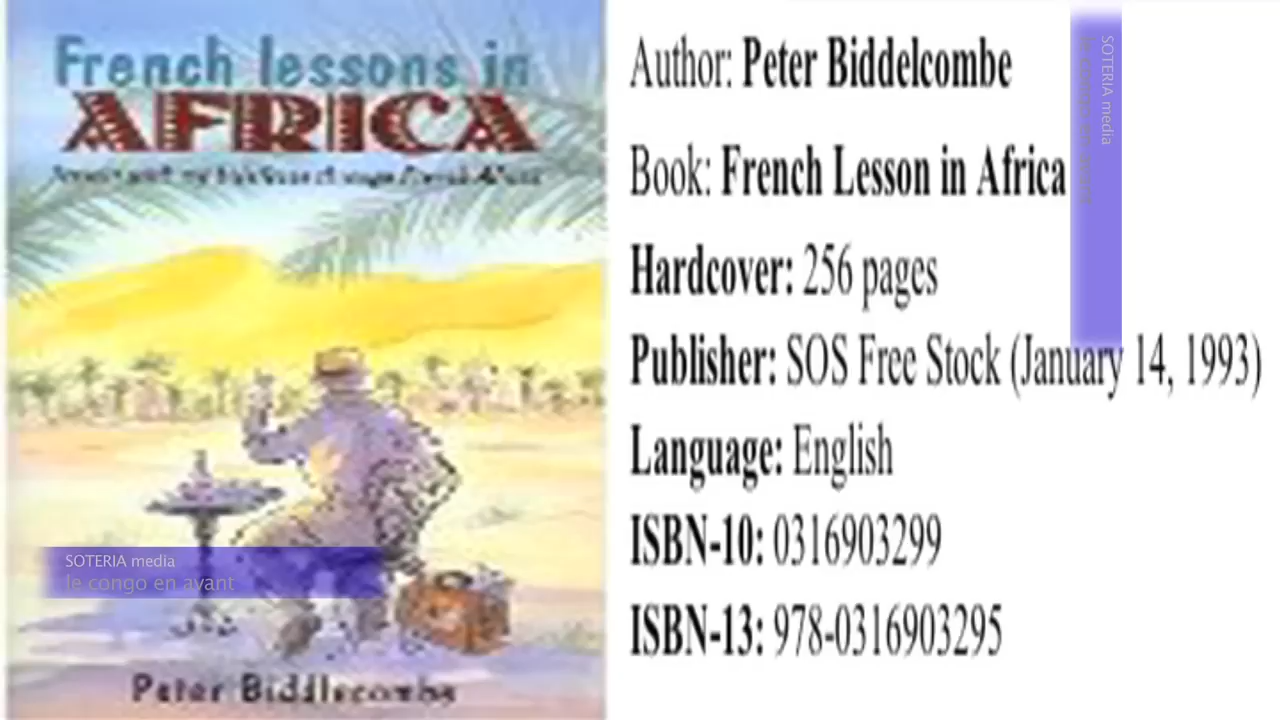 French lessons in
AFRICA
Peter Biddlecombe
SOTERIA media
le congo en avant
Author: Peter Biddelcombe
Book: French Lesson in Africa
Hardcover: 256 pages
Publisher: SOS Free Stock (January 14, 1993)
Language: English
ISBN-10: 0316903299
ISBN-13: 978-0316903295
SOTERIA media